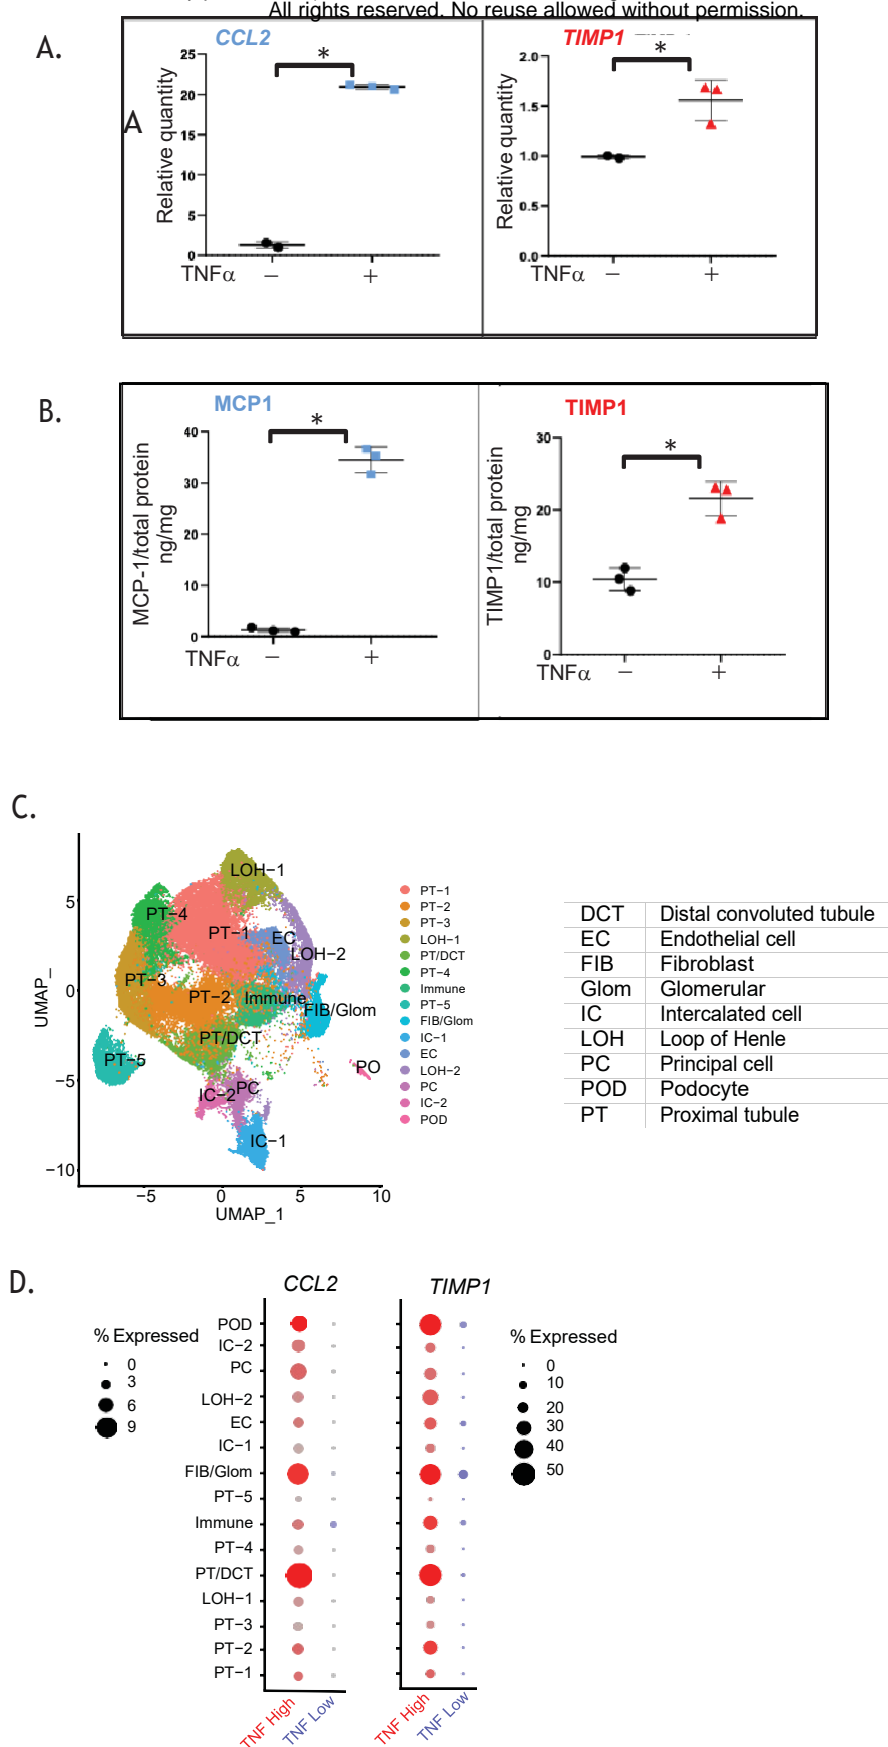 All rights reserved. No reuse allowed without permission.
A.
A
CCL2
*
Relative quantity
25
20
15
10
5
0
TNFα − +
TIMP1
*
Relative quantity
2.0
1.5
1.0
0.5
0.0
TNFα − +
B.
MCP1
*
MCP-1/total protein
ng/mg
40
30
20
10
0
TNFα − +
TIMP1
*
TIMP1/total protein
ng/mg
30
20
10
0
TNFα − +
C.
UMAP_
5
0
−5
−10
−5 0 5 10
UMAP_1
LOH−1
PT−4
PT−1
EC
LOH−2
PT−3
PT−2
Immune
FIB/Glom
PT/DCT
PT−5
PO
IC−2
PC
IC−1
PT−1
PT−2
PT−3
LOH−1
PT/DCT
PT−4
Immune
PT−5
FIB/Glom
IC−1
EC
LOH−2
PC
IC−2
POD
DCT Distal convoluted tubule
EC Endothelial cell
FIB Fibroblast
Glom Glomerular
IC Intercalated cell
LOH Loop of Henle
PC Principal cell
POD Podocyte
PT Proximal tubule
D.
CCL2 TIMP1
% Expressed
0
3
6
9
POD
IC−2
PC
LOH−2
EC
IC−1
FIB/Glom
PT−5
Immune
PT−4
PT/DCT
LOH−1
PT−3
PT−2
PT−1
TNF High TNF Low
TNF High TNF Low
% Expressed
0
10
20
30
40
50